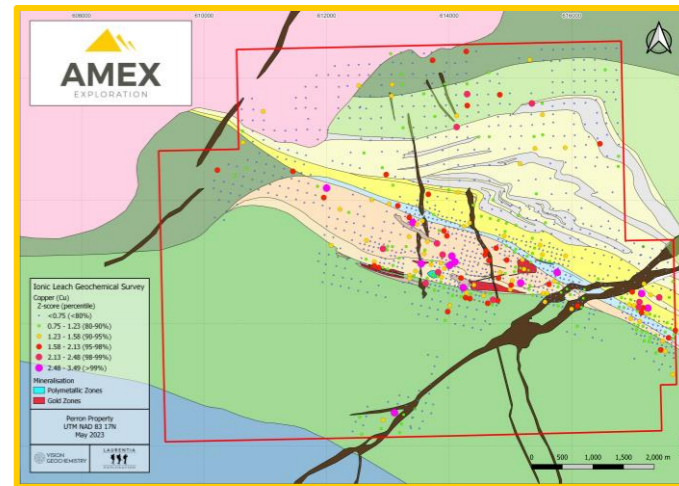 608000 610000 612000 614000 616000
AMEX
EXPLORATION
Ionic Leach Geochemical Survey
Copper (Cu)
Z-score (percentile)
<0.75 (<80%)
0.75 - 1.23 (80-90%)
1.23 - 1.58 (90-95%)
1.58 - 2.13 (95-98%)
2.13 - 2.48 (98-99%)
2.48 - 3.49 (>99%)
Mineralisation
Polymetallic Zones
Gold Zones
Perron Property
UTM NAD 83 17N
May 2023
VISION
GEOCHEMISTRY
LAURENTIA
EXPLORATION
0 500 1,000 1,500 2,000 m